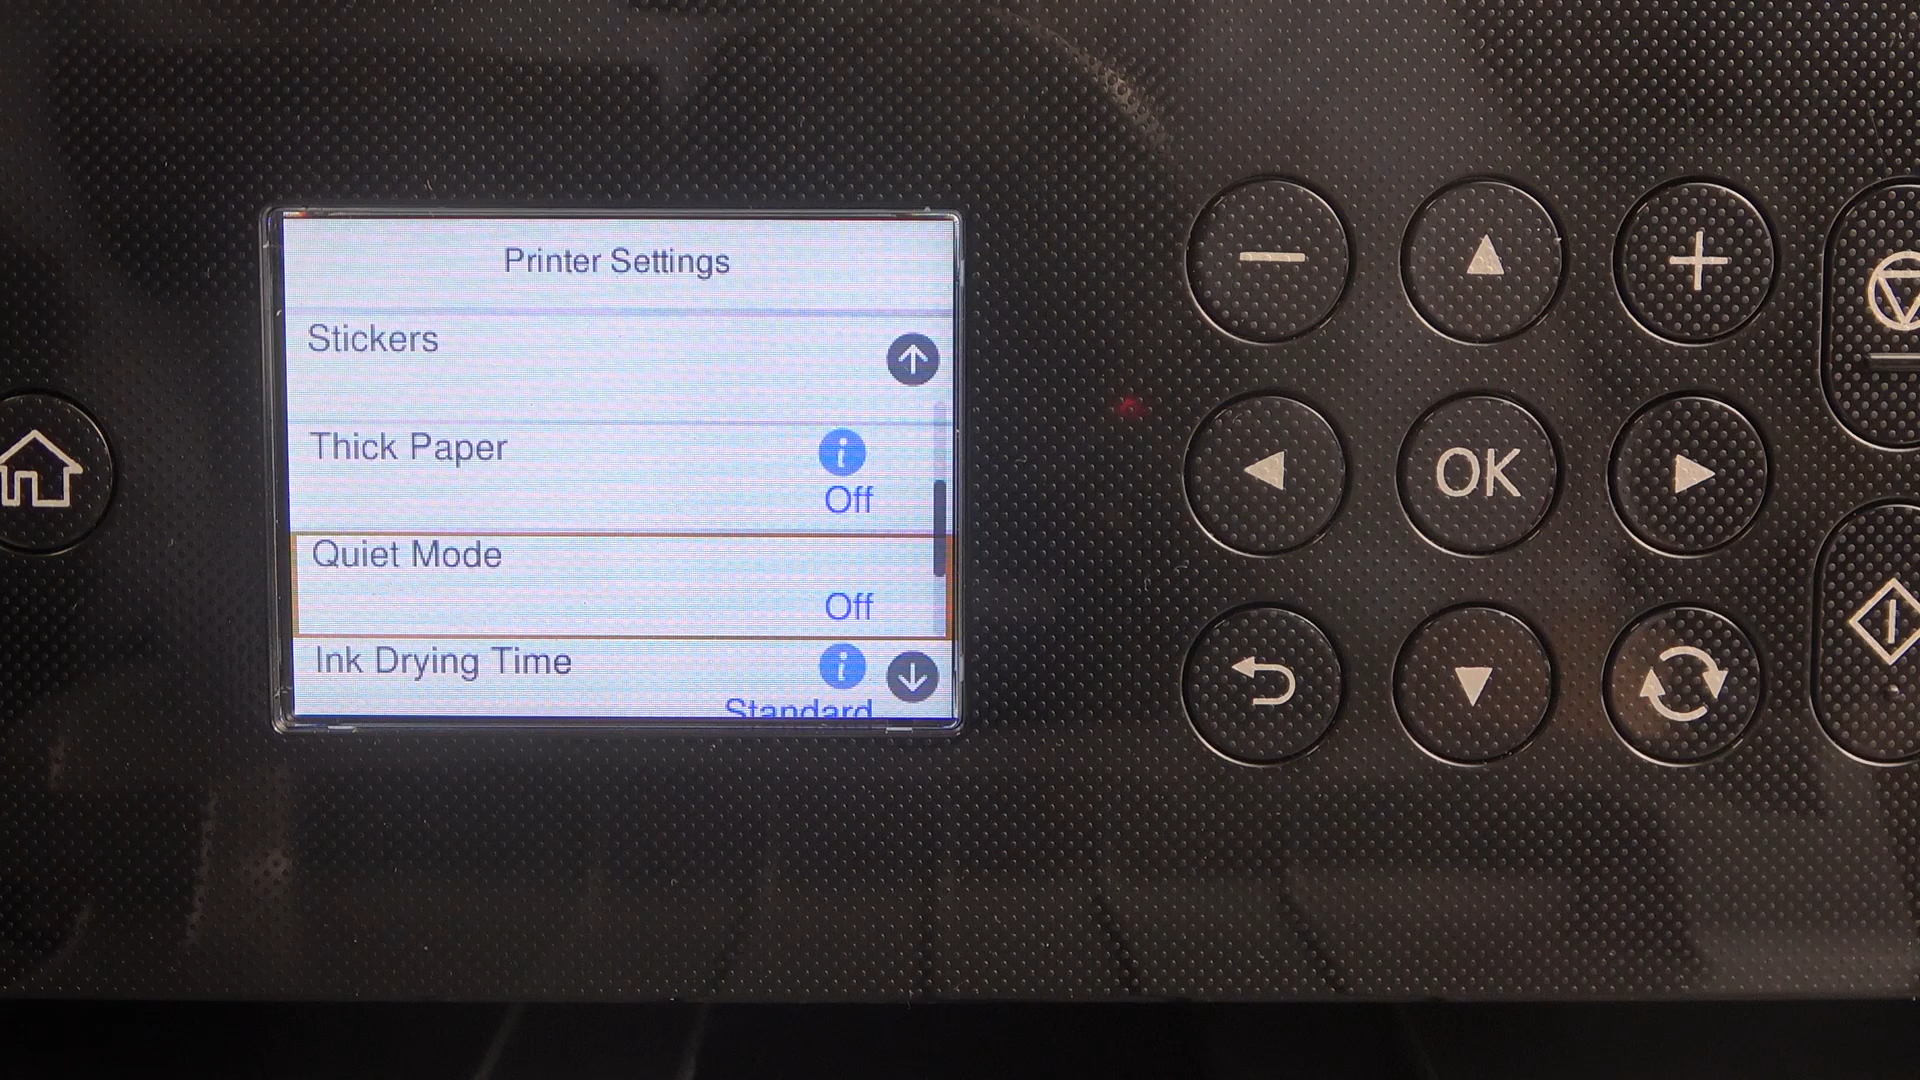 Printer Settings
Stickers
Thick Paper
Off
Quiet Mode
Off
Ink Drying Time
Standard
OK